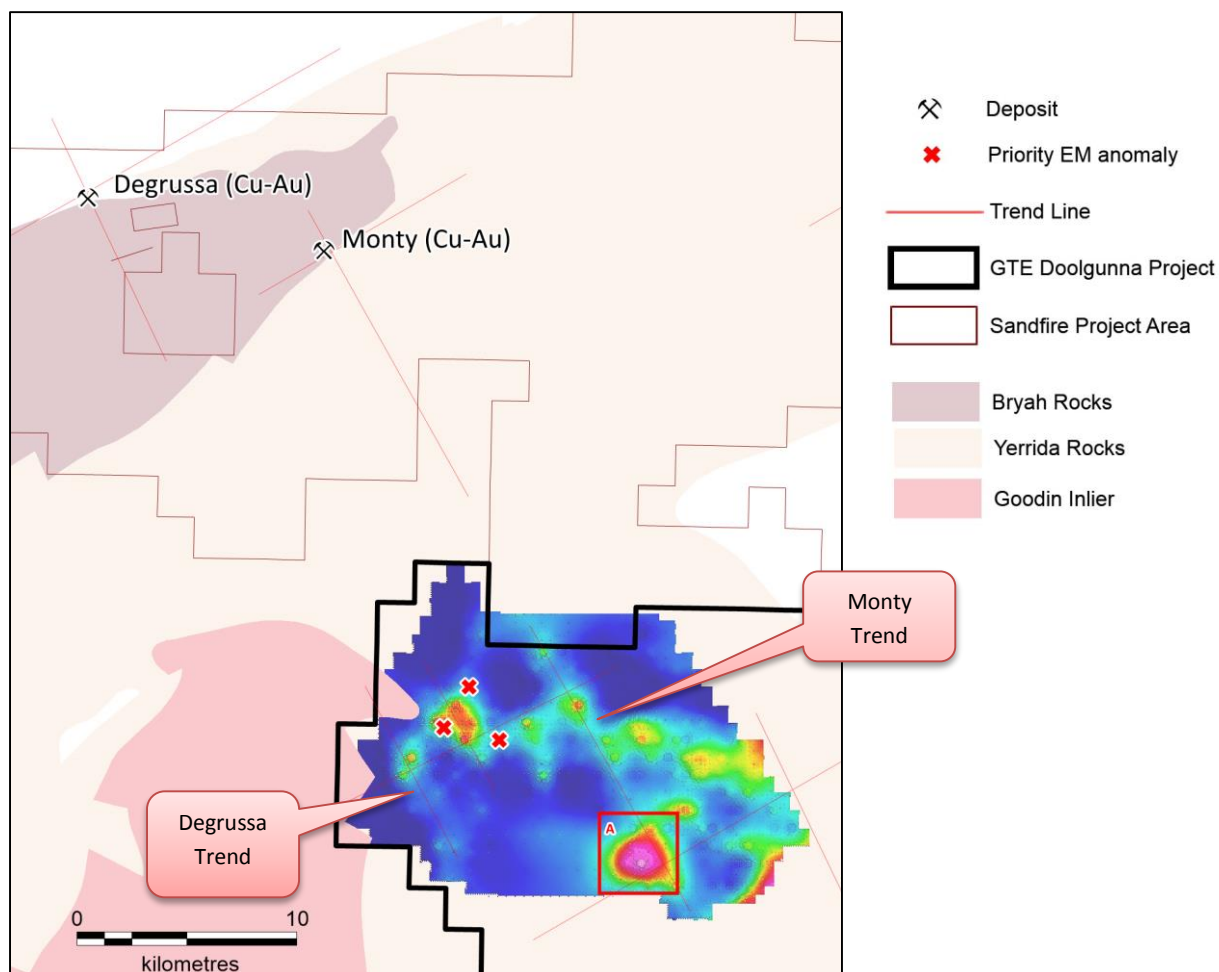 Degrussa (Cu-Au)
Monty (Cu-Au)
Deposit
Priority EM anomaly
Trend Line
GTE Doolgunna Project
Sandfire Project Area
Bryah Rocks
Yerrida Rocks
Goodin Inlier
Monty
Trend
Degrussa
Trend
A
0 10
kilometres